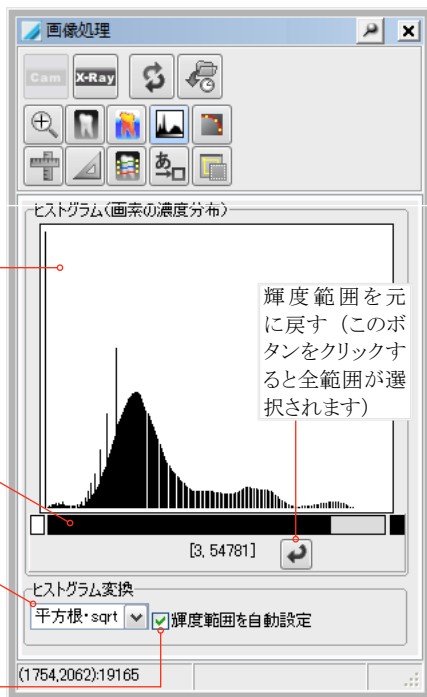 画像処理
Cam
X-Ray
あ
ヒストグラム(画素の濃度分布)
輝度範囲を元
に戻す（このボ
タンをクリックす
ると全範囲が選
択されます）
[3, 54781]
ヒストグラム変換
平方根・sqrt
輝度範囲を自動設定
(1754,2062):19165